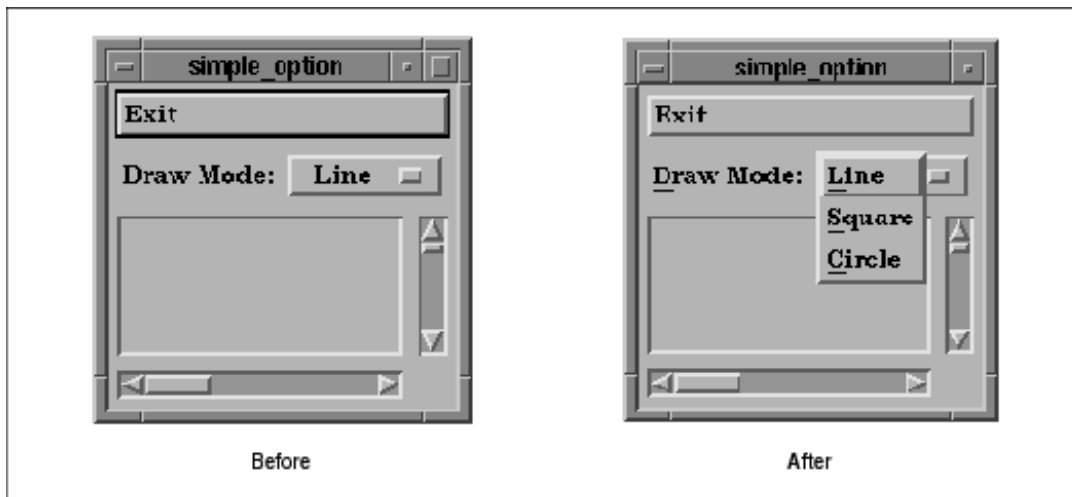 simple_option
Exit
Draw Mode: Line
Before
simple_option
Exit
Draw Mode: Line
Square
Circle
After